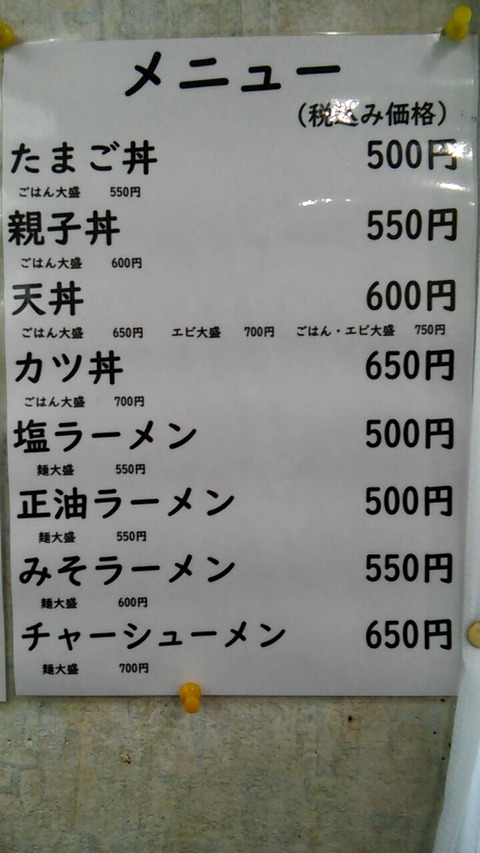 メニュー
(税込み価格)
たまご丼 500円
ごはん大盛 550円
親子丼 550円
ごはん大盛 600円
天丼 600円
ごはん大盛 650円 エビ大盛 700円 ごはん・エビ大盛 750円
カツ丼 650円
ごはん大盛 700円
塩ラーメン 500円
麺大盛 550円
正油ラーメン 500円
麺大盛 550円
みそラーメン 550円
麺大盛 600円
チャーシューメン 650円
麺大盛 700円